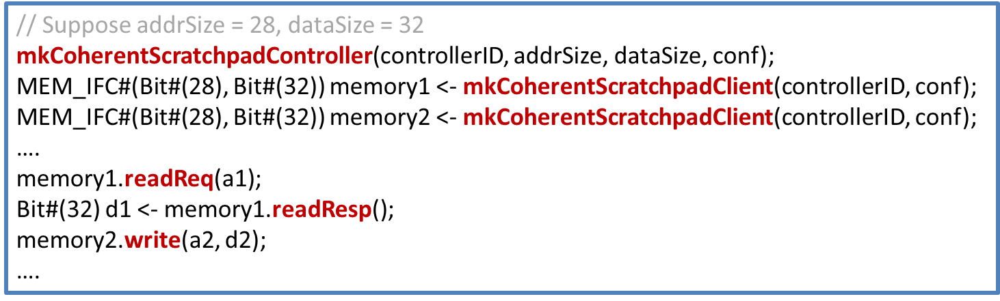 // Suppose addrSize = 28, dataSize = 32
mkCoherentScratchpadController(controllerID, addrSize, dataSize, conf);
MEM_IFC#(Bit#(28), Bit#(32)) memory1 <- mkCoherentScratchpadClient(controllerID, conf);
MEM_IFC#(Bit#(28), Bit#(32)) memory2 <- mkCoherentScratchpadClient(controllerID, conf);
....
memory1.readReq(a1);
Bit#(32) d1 <- memory1.readResp();
memory2.write(a2, d2);
....